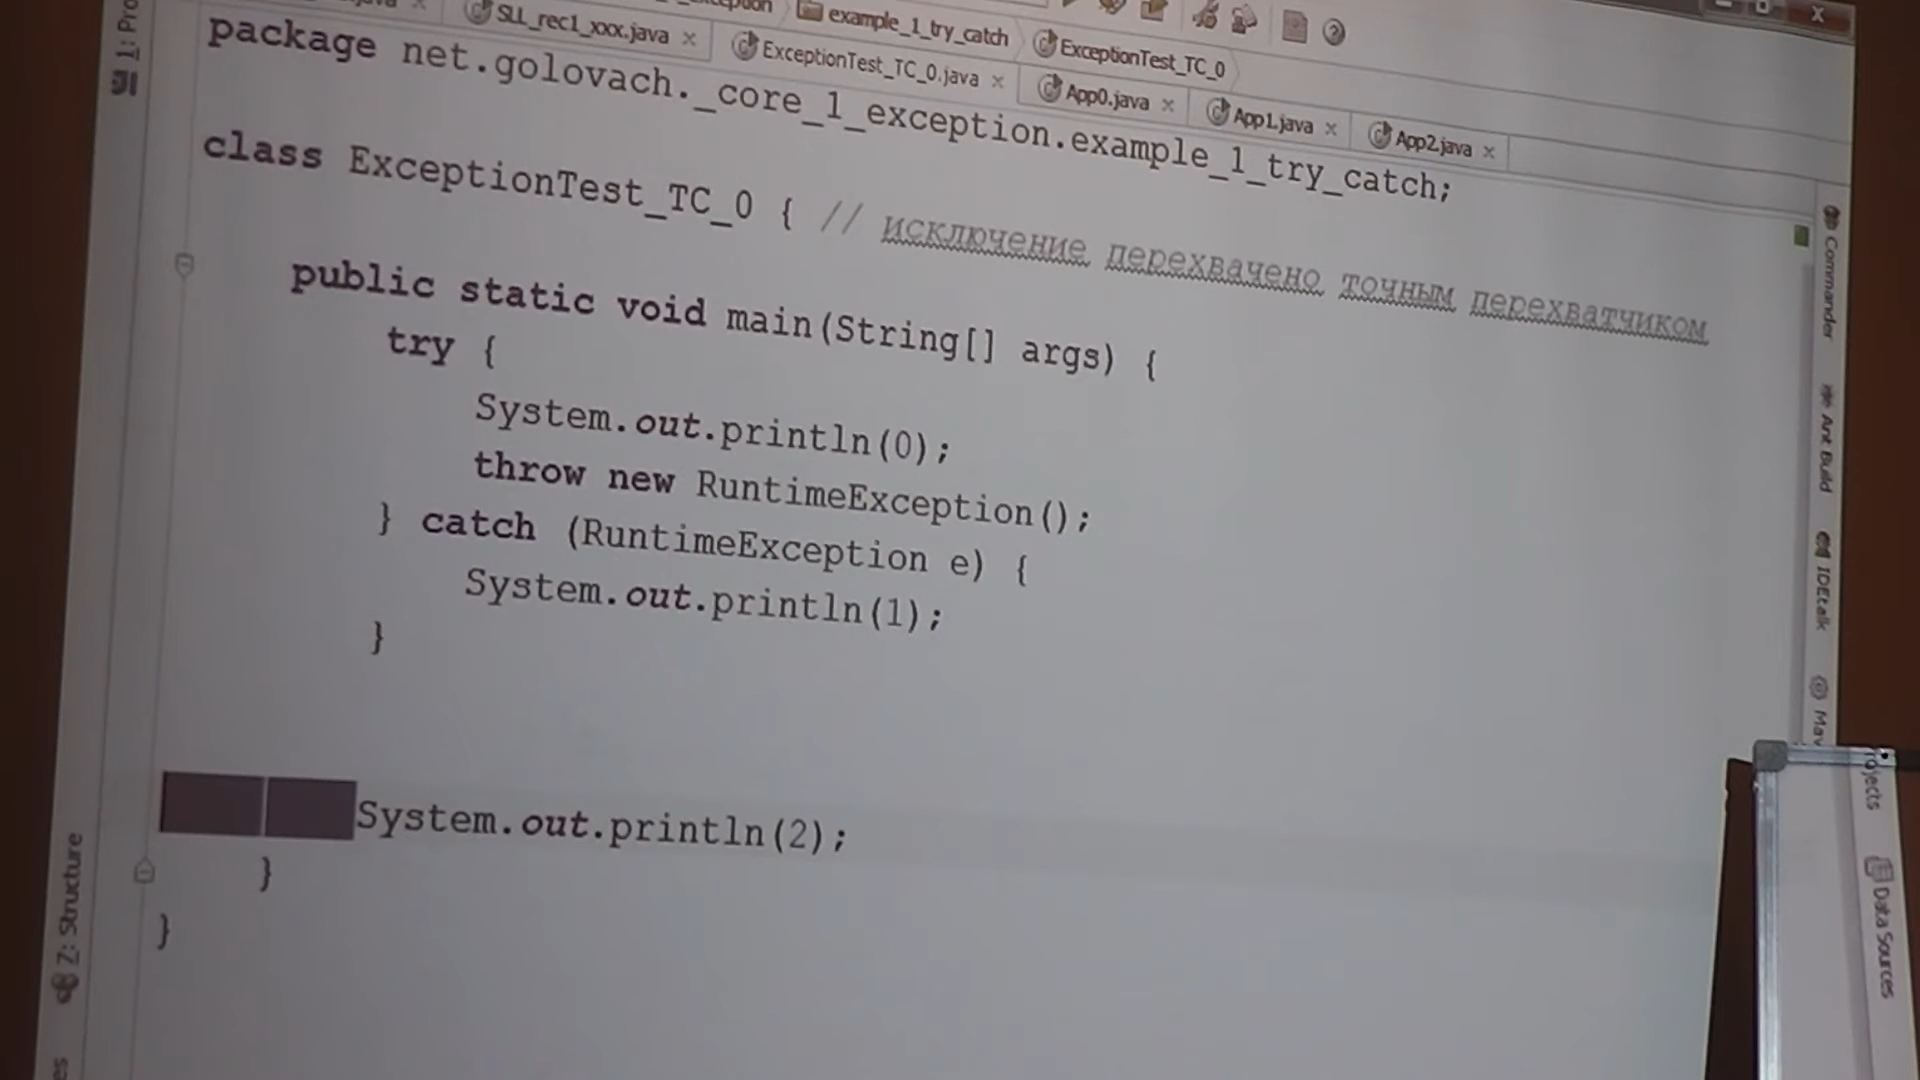 example_1_try_catch
ExceptionTest_TC_0
SLL_rec1_xxx.java
ExceptionTest_TC_0.java
App0.java
App1.java
App2.java
package net.golovach._core_1_exception.example_1_try_catch;
class ExceptionTest_TC_0 { // исключение перехвачено точным перехватчиком
public static void main(String[] args) {
try {
System.out.println(0);
throw new RuntimeException();
} catch (RuntimeException e) {
System.out.println(1);
}
System.out.println(2);
}
}
Z: Structure
Commander
Ant Build
IDEtalk
Data Sources